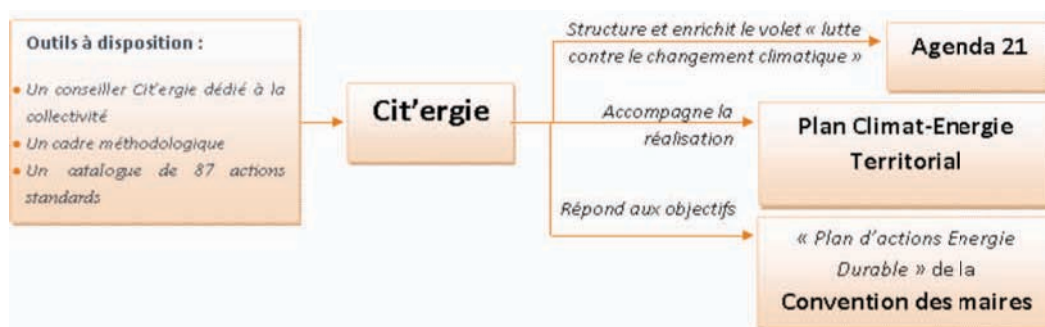 Outils à disposition :
• Un conseiller Cit'ergie dédié à la
collectivité
• Un cadre méthodologique
• Un catalogue de 87 actions
standards
Cit'ergie
Structure et enrichit le volet « lutte
contre le changement climatique »
Agenda 21
Accompagne la
réalisation
Plan Climat-Energie
Territorial
Répond aux objectifs
« Plan d'actions Energie
Durable » de la
Convention des maires